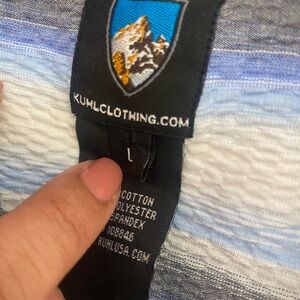 KUHLCLOTHING.COM
L
COTTON
POLYESTER
SPANDEX
108846
KUHLUSA.COM